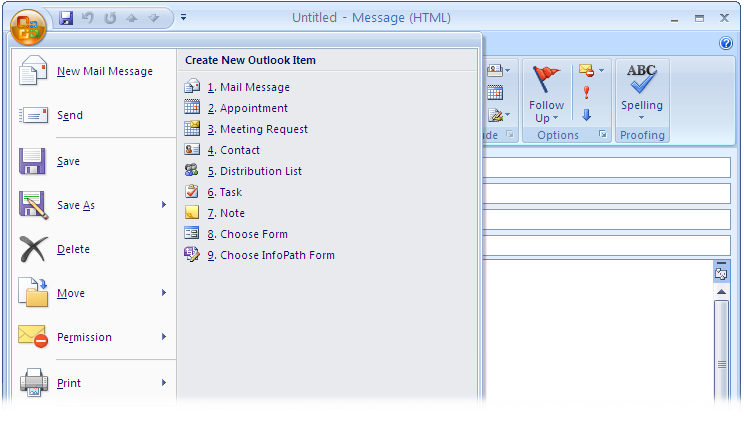 Untitled - Message (HTML)
New Mail Message
Send
Save
Save As
Delete
Move
Permission
Print
Create New Outlook Item
1. Mail Message
2. Appointment
3. Meeting Request
4. Contact
5. Distribution List
6. Task
7. Note
8. Choose Form
9. Choose InfoPath Form
Follow
Up
ABC
Spelling
Options
Proofing